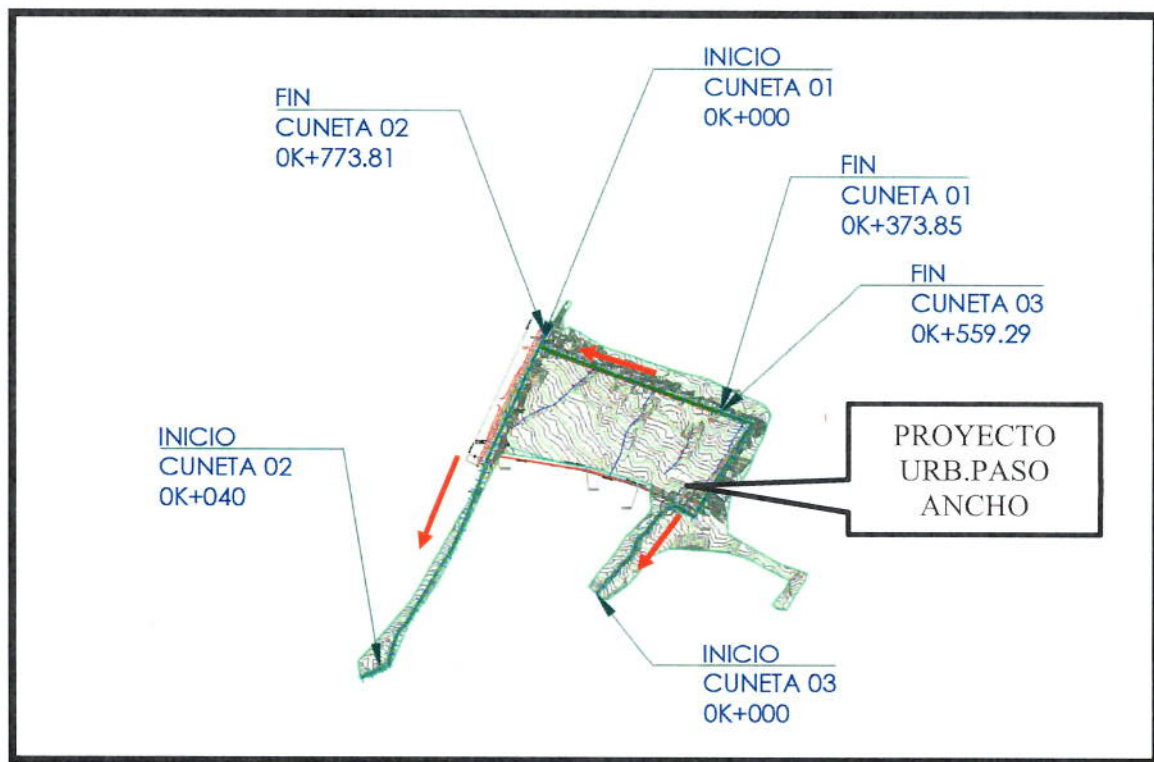 INICIO
CUNETA 01
0K+000
FIN
CUNETA 02
0K+773.81
FIN
CUNETA 01
0K+373.85
FIN
CUNETA 03
0K+559.29
PROYECTO
URB.PASO
ANCHO
INICIO
CUNETA 02
0K+040
INICIO
CUNETA 03
0K+000